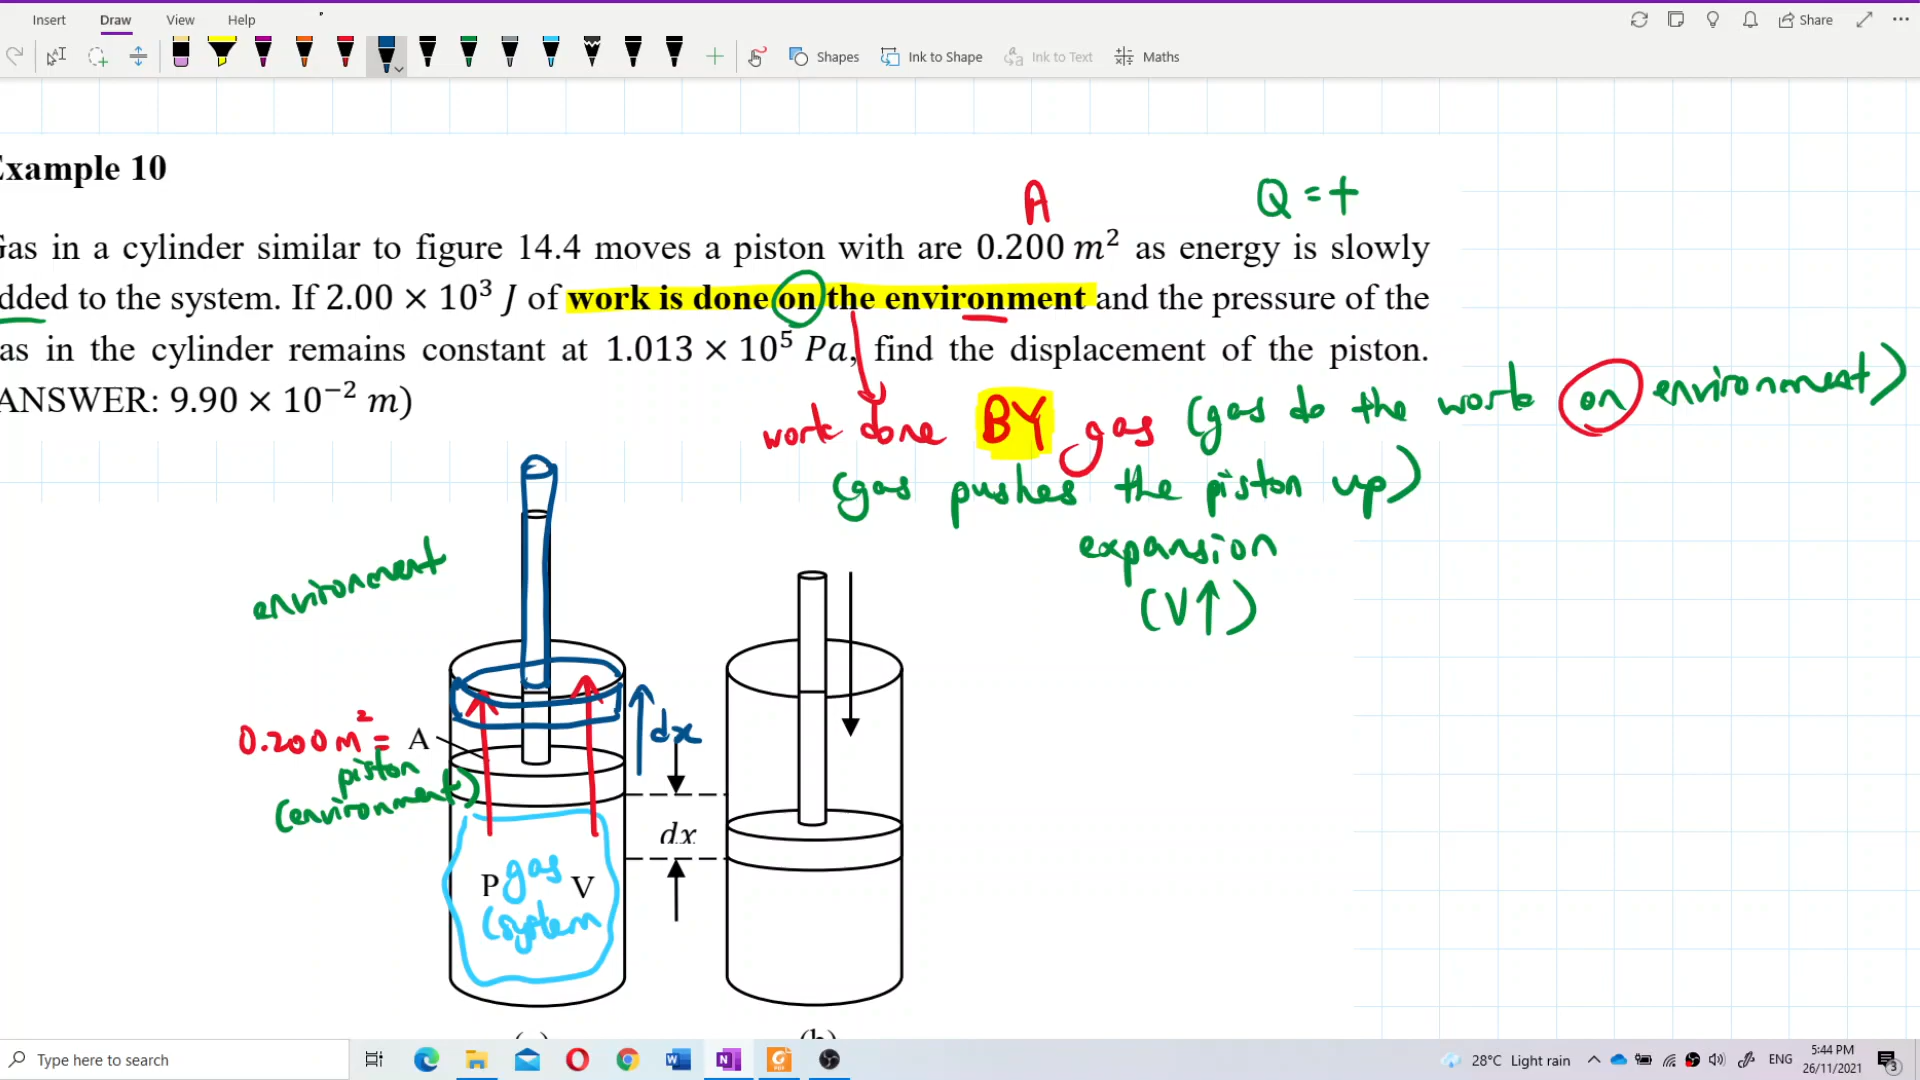 Insert Draw View Help Share
Shapes Ink to Shape Ink to Text Maths
Example 10
A Q = +
Gas in a cylinder similar to figure 14.4 moves a piston with are 0.200 m² as energy is slowly
added to the system. If 2.00 × 10³ J of work is done on the environment and the pressure of the
gas in the cylinder remains constant at 1.013 × 10⁵ Pa, find the displacement of the piston.
(ANSWER: 9.90 × 10⁻² m)
work done BY gas (gas do the work on environment)
(gas pushes the piston up)
expansion
(V↑)
environment
0.200 m² = A
piston
(environment)
dx
dx
P gas V
(system
(b)
Type here to search
28°C Light rain ENG 5:44 PM
26/11/2021
3